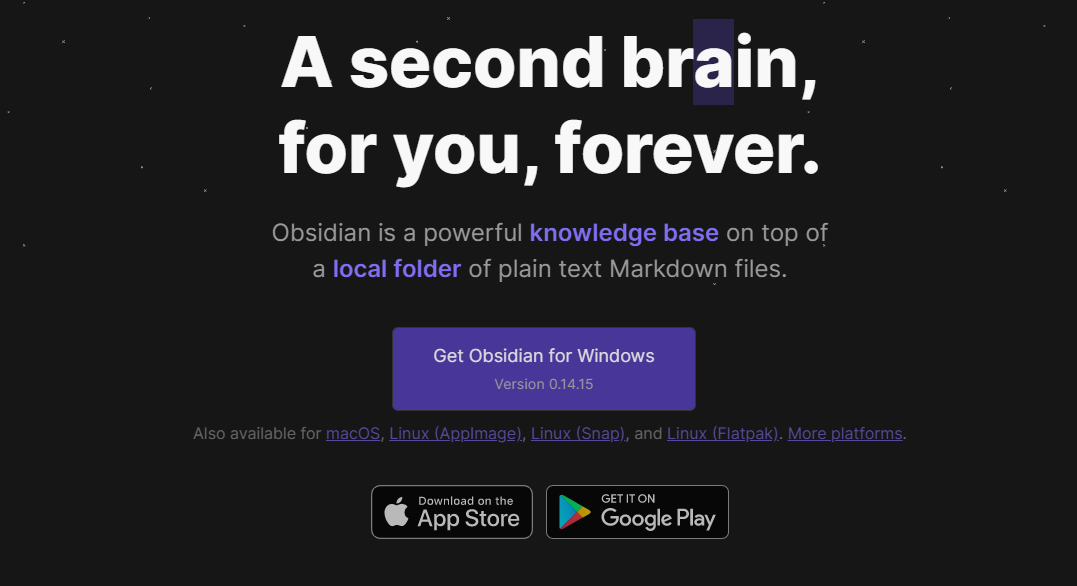 A second brain,
for you, forever.
Obsidian is a powerful knowledge base on top of
a local folder of plain text Markdown files.
Get Obsidian for Windows
Version 0.14.15
Also available for macOS, Linux (AppImage), Linux (Snap), and Linux (Flatpak). More platforms.
Download on the
App Store
GET IT ON
Google Play